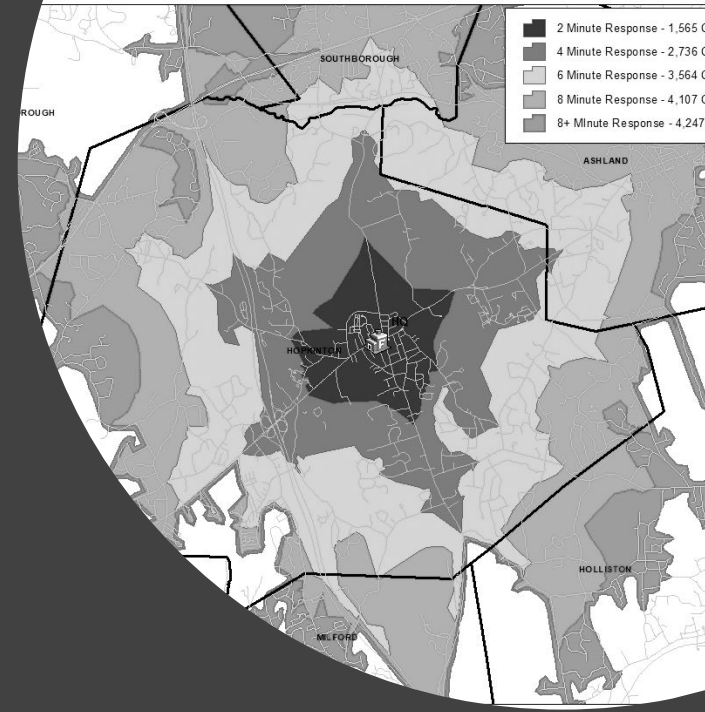 2 Minute Response - 1,565 C
4 Minute Response - 2,736 C
6 Minute Response - 3,564 C
8 Minute Response - 4,107 C
8+ MInute Response - 4,247
SOUTHBOROUGH
OROUGH
ASHLAND
HQ
HOPKINTON
HOLLISTON
MILFORD